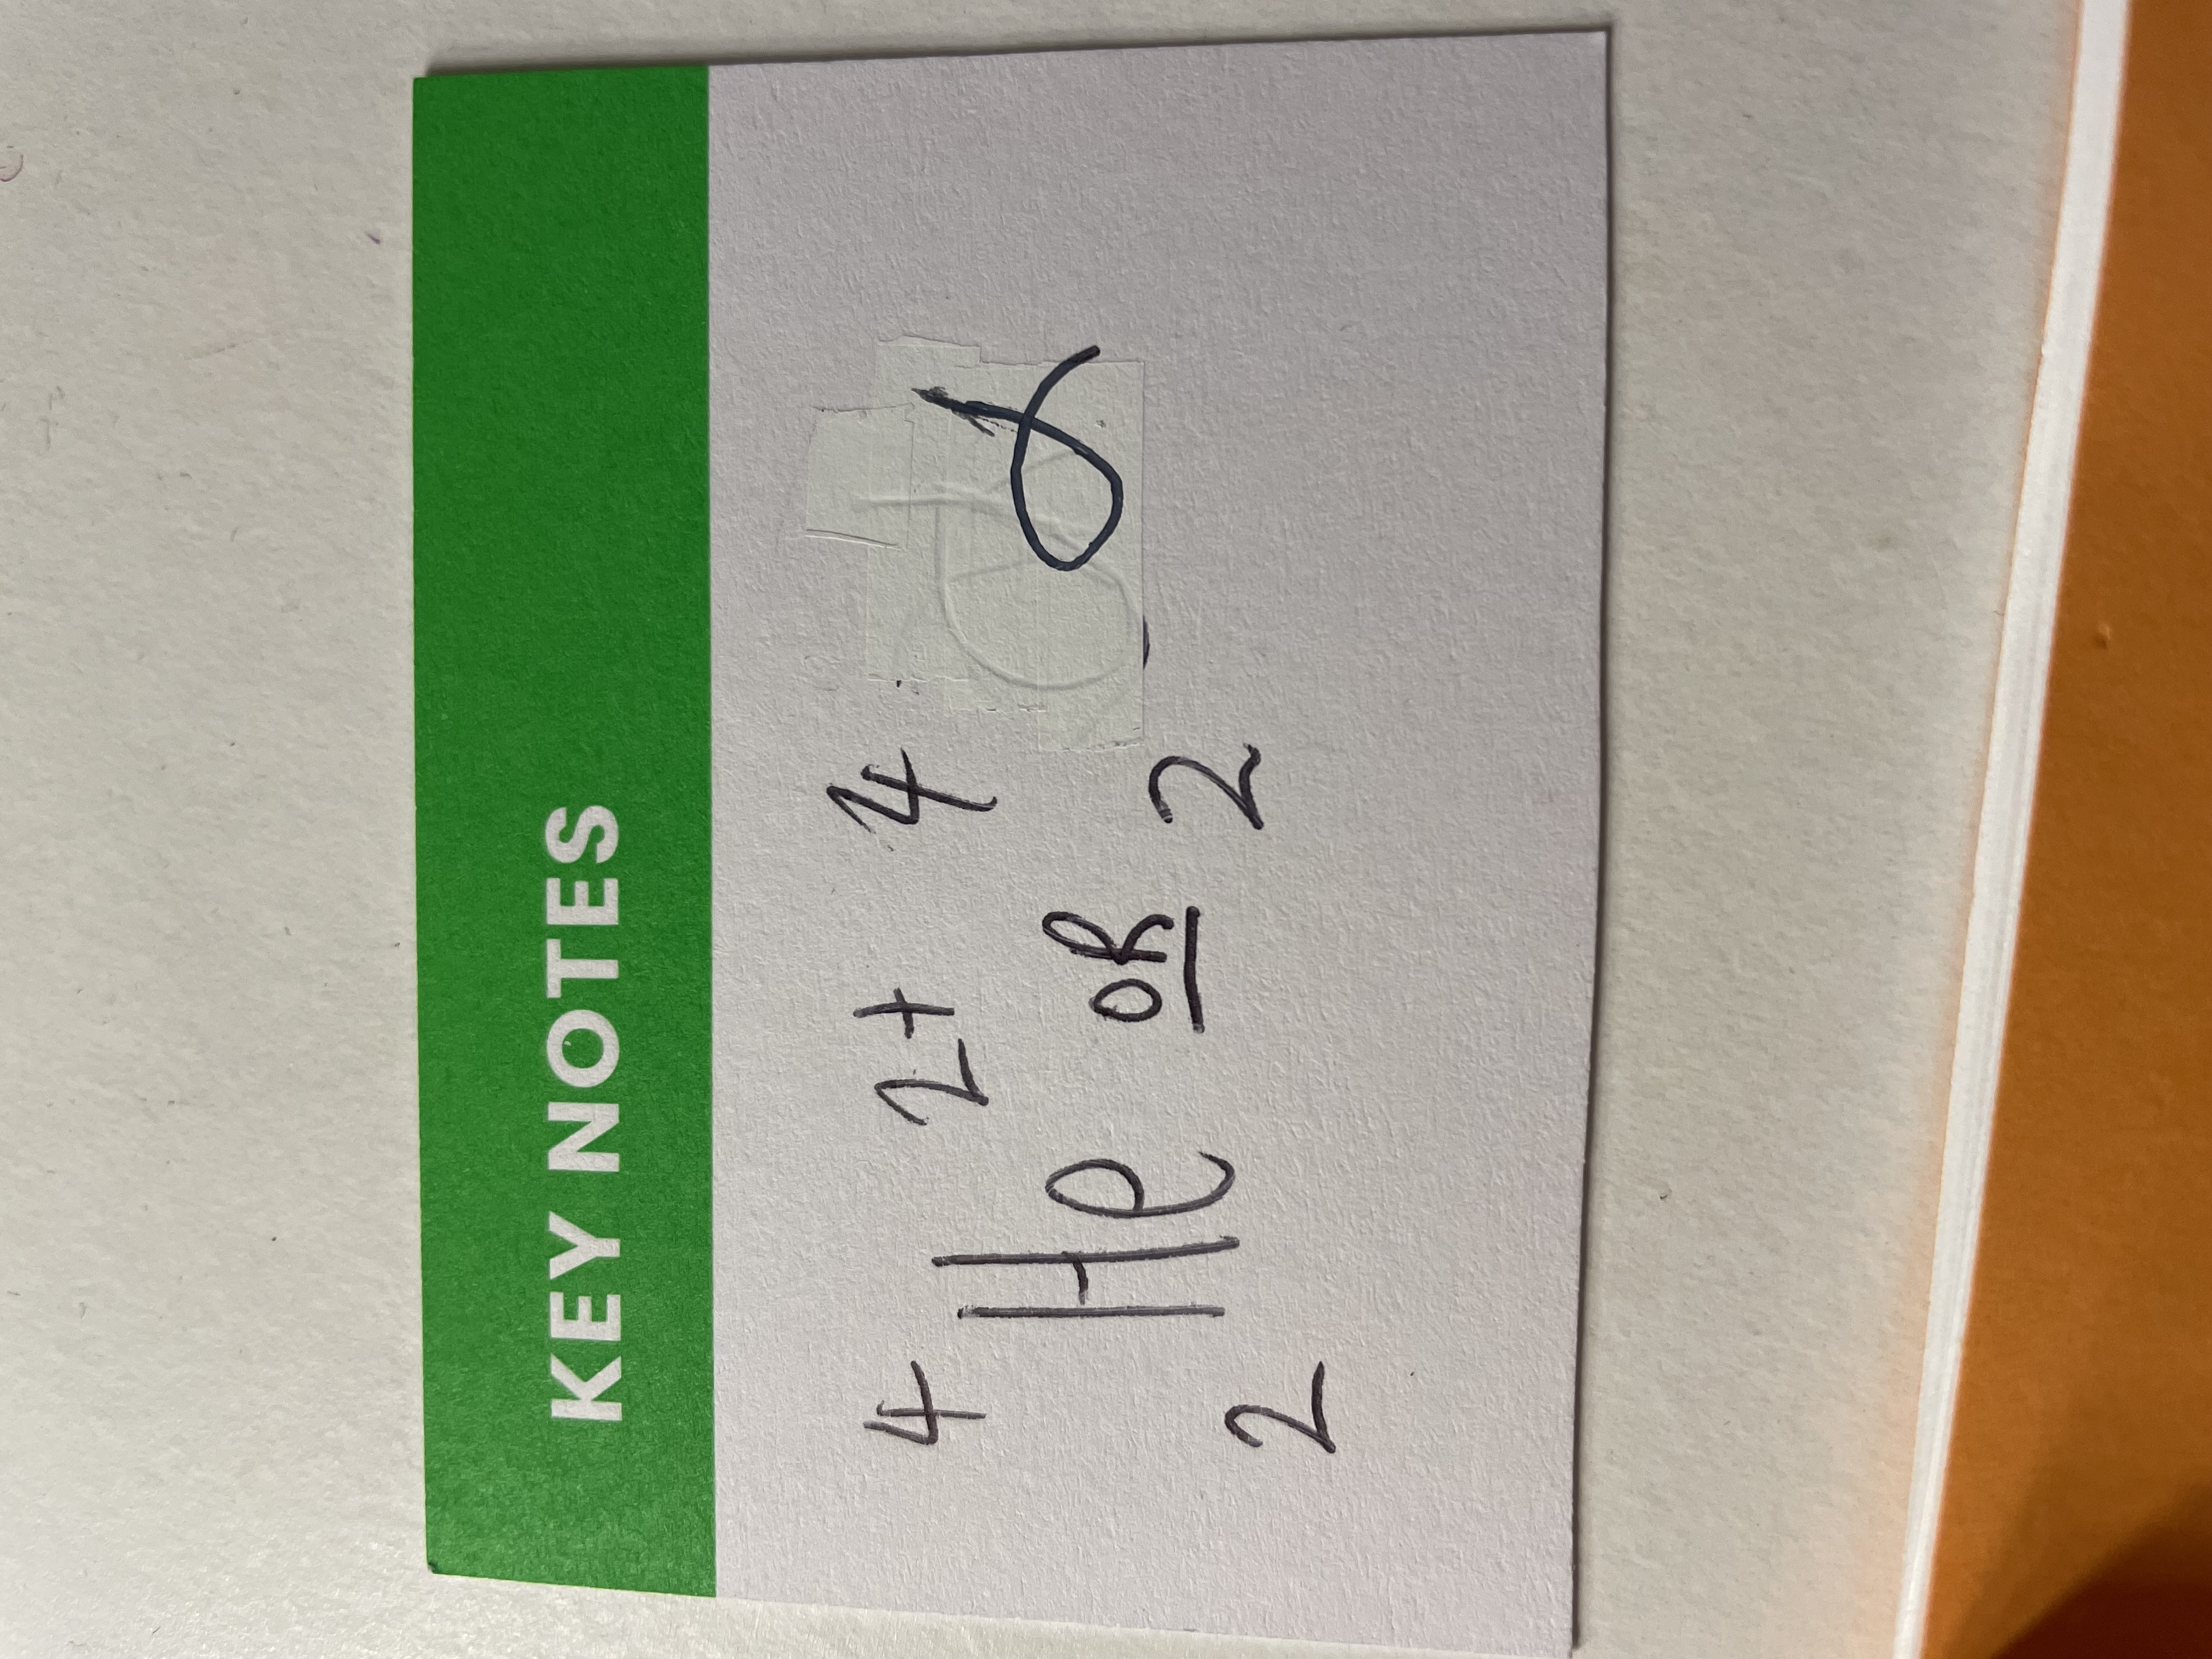 KEY NOTES
⁴₂He²⁺ OR ⁴₂α